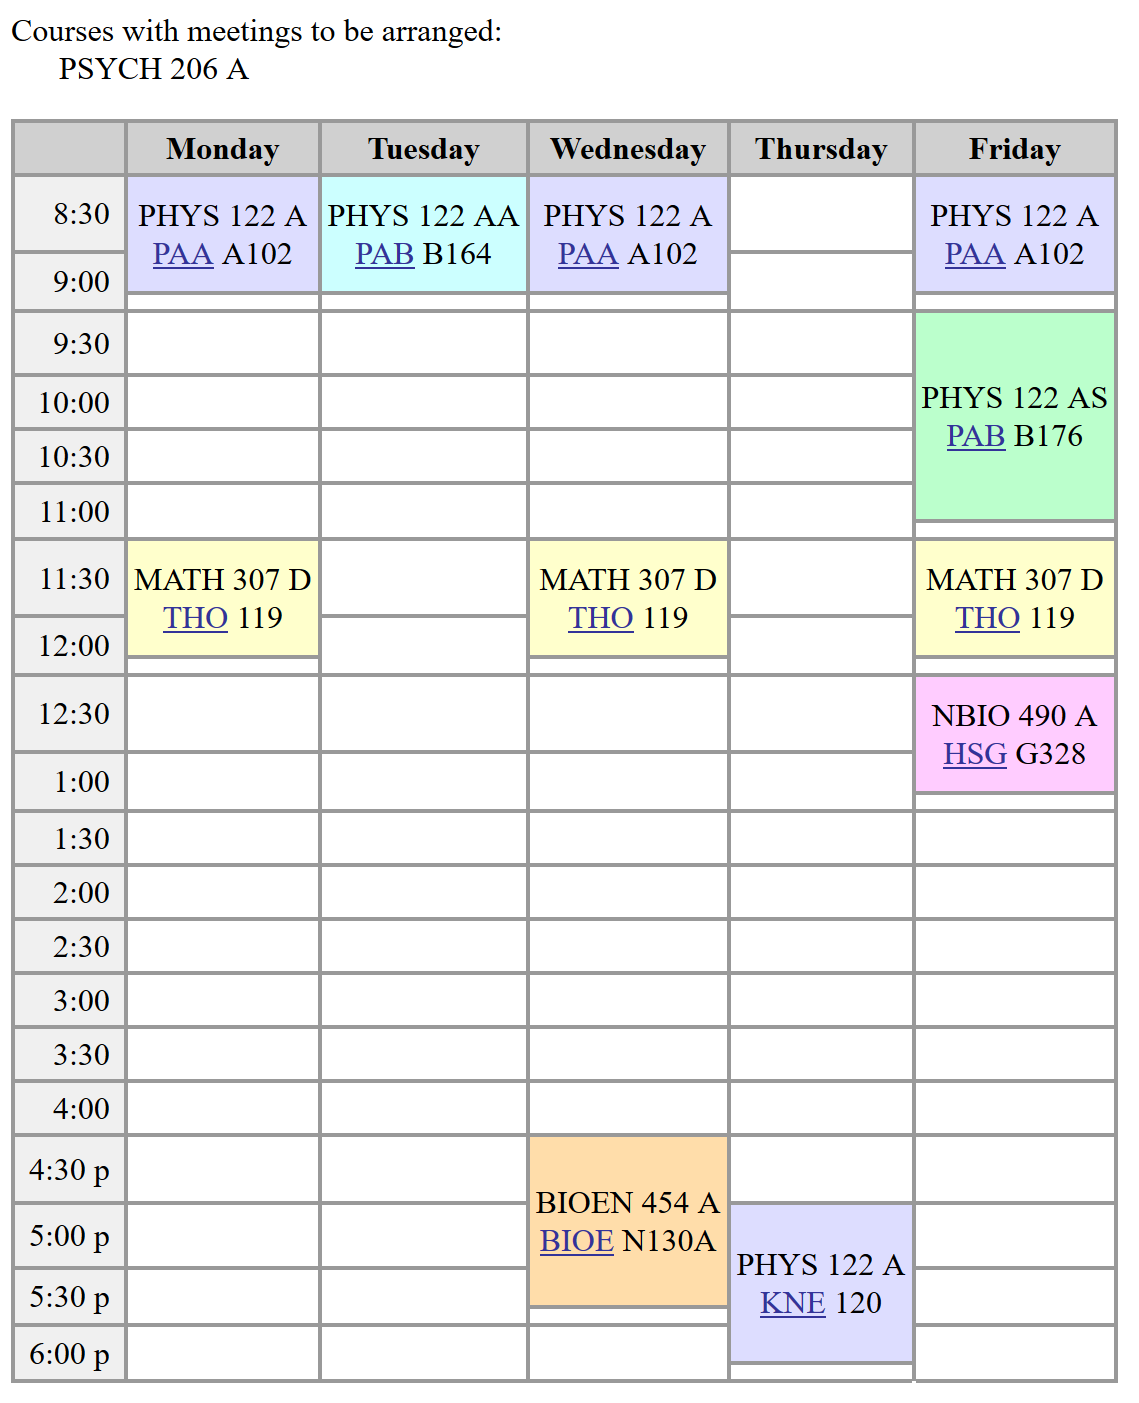 Courses with meetings to be arranged:
PSYCH 206 A
Monday Tuesday Wednesday Thursday Friday
8:30
PHYS 122 A
PAA A102
PHYS 122 AA
PAB B164
PHYS 122 A
PAA A102
PHYS 122 A
PAA A102
9:00
9:30
PHYS 122 AS
PAB B176
10:00
10:30
11:00
11:30
MATH 307 D
THO 119
MATH 307 D
THO 119
MATH 307 D
THO 119
12:00
12:30
NBIO 490 A
HSG G328
1:00
1:30
2:00
2:30
3:00
3:30
4:00
4:30 p
BIOEN 454 A
BIOE N130A
5:00 p
PHYS 122 A
KNE 120
5:30 p
6:00 p